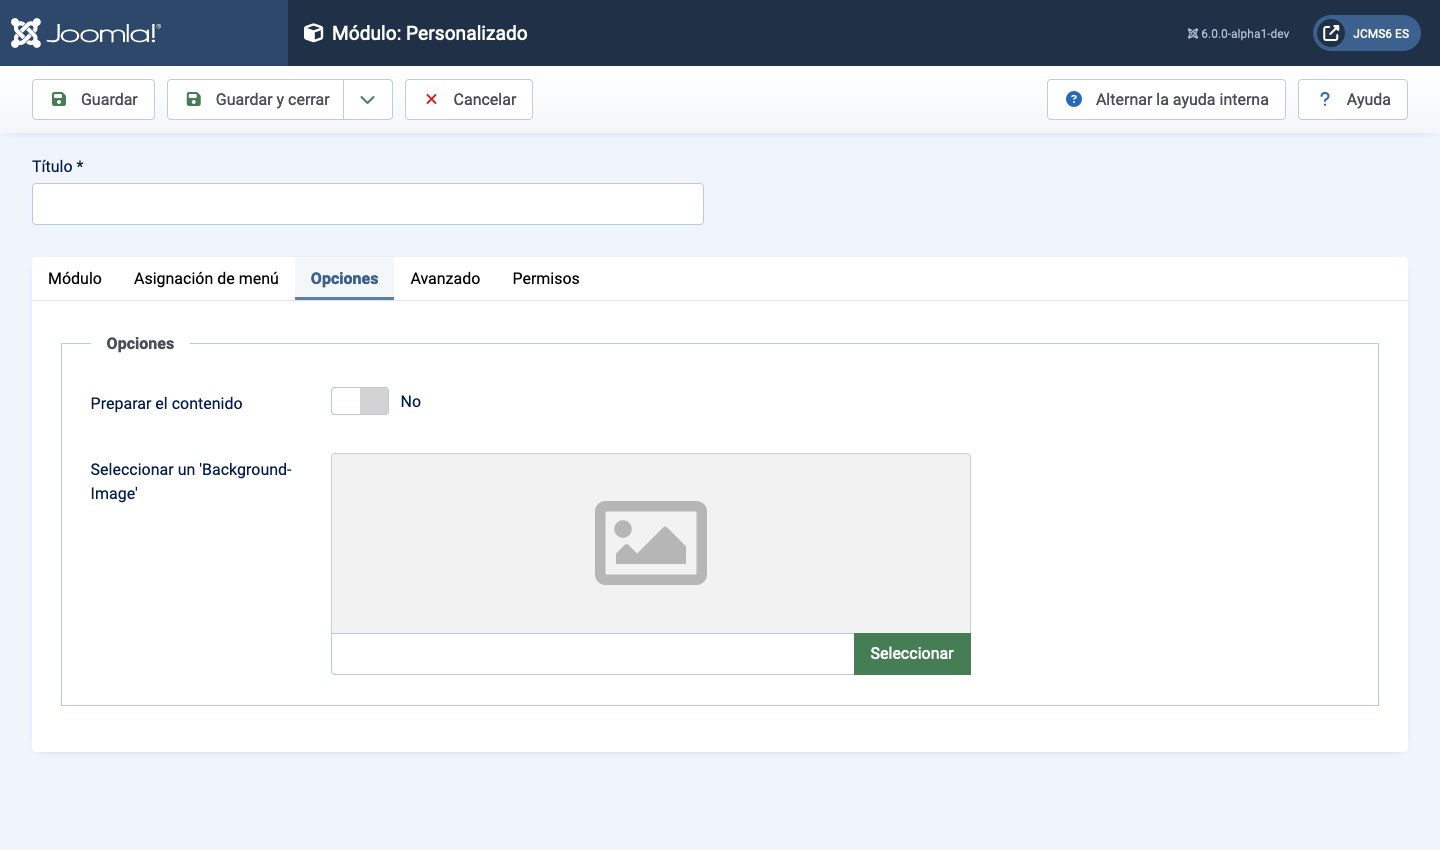 Joomla!®
Módulo: Personalizado
6.0.0-alpha1-dev
JCMS6 ES
Guardar
Guardar y cerrar
Cancelar
Alternar la ayuda interna
? Ayuda
Título *
Módulo
Asignación de menú
Opciones
Avanzado
Permisos
Opciones
Preparar el contenido
No
Seleccionar un 'Background-
Image'
Seleccionar